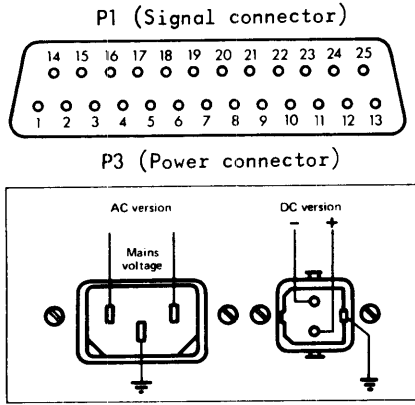 P1 (Signal connector)
14 15 16 17 18 19 20 21 22 23 24 25
1 2 3 4 5 6 7 8 9 10 11 12 13
P3 (Power connector)
AC version
DC version
− +
Mains
voltage